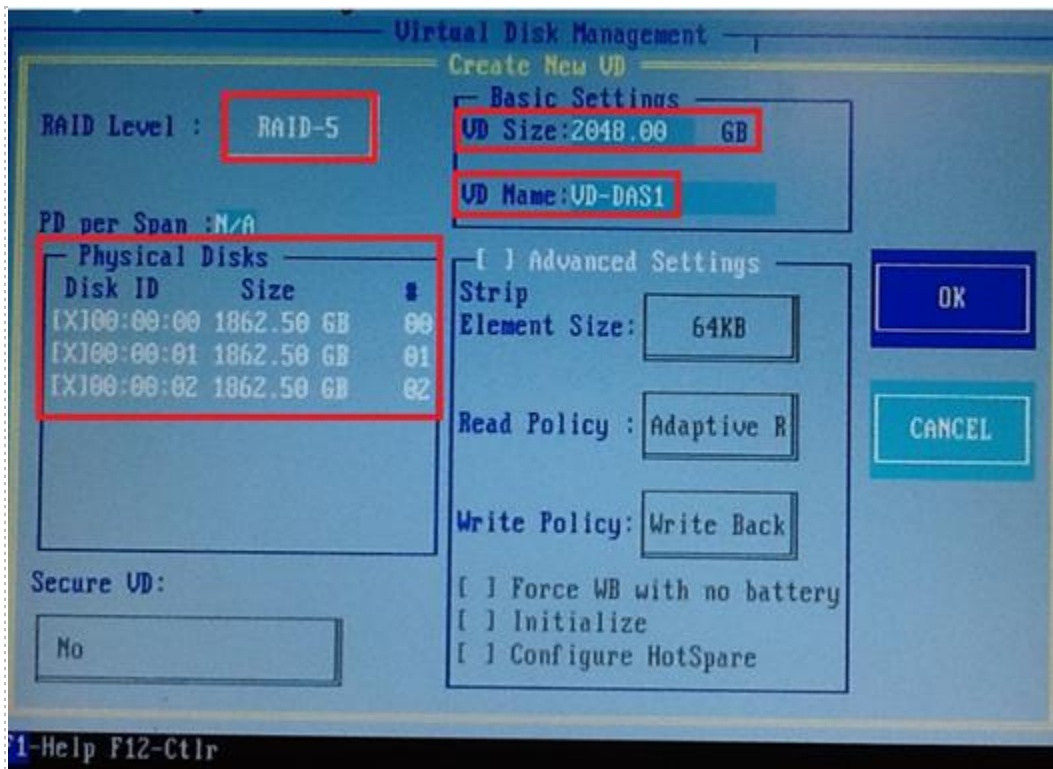 Virtual Disk Management
Create New VD
RAID Level : RAID-5
Basic Settings
VD Size:2048.00 GB
VD Name:VD-DAS1
PD per Span :N/A
Physical Disks
Disk ID Size #
[X]00:00:00 1862.50 GB 00
[X]00:00:01 1862.50 GB 01
[X]00:00:02 1862.50 GB 02
Secure VD:
No
[ ] Advanced Settings
Strip
Element Size: 64KB
Read Policy : Adaptive R
Write Policy: Write Back
[ ] Force WB with no battery
[ ] Initialize
[ ] Configure HotSpare
OK
CANCEL
F1-Help F12-Ctlr